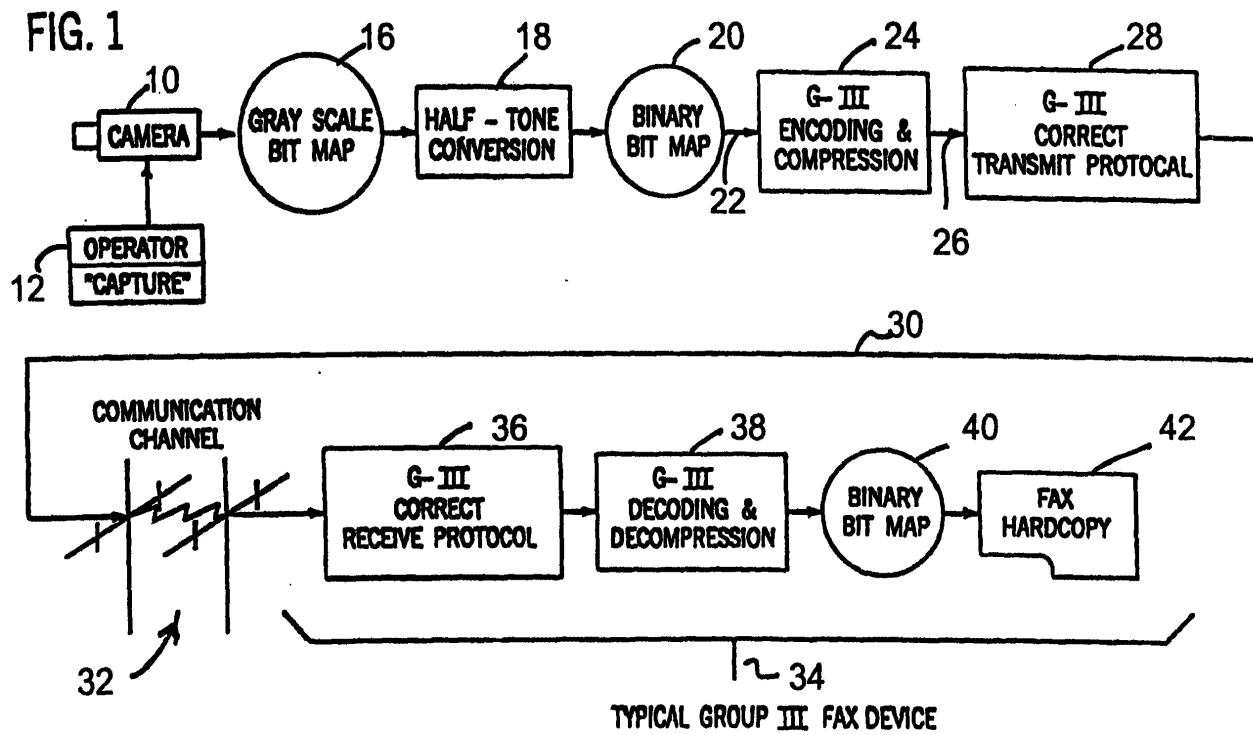 FIG. 1
10
CAMERA
OPERATOR
"CAPTURE"
12
16
GRAY SCALE
BIT MAP
18
HALF - TONE
CONVERSION
20
BINARY
BIT MAP
22
24
G-III
ENCODING &
COMPRESSION
26
28
G-III
CORRECT
TRANSMIT PROTOCAL
30
COMMUNICATION
CHANNEL
32
36
G-III
CORRECT
RECEIVE PROTOCOL
38
G-III
DECODING &
DECOMPRESSION
40
BINARY
BIT MAP
42
FAX
HARDCOPY
34
TYPICAL GROUP III FAX DEVICE